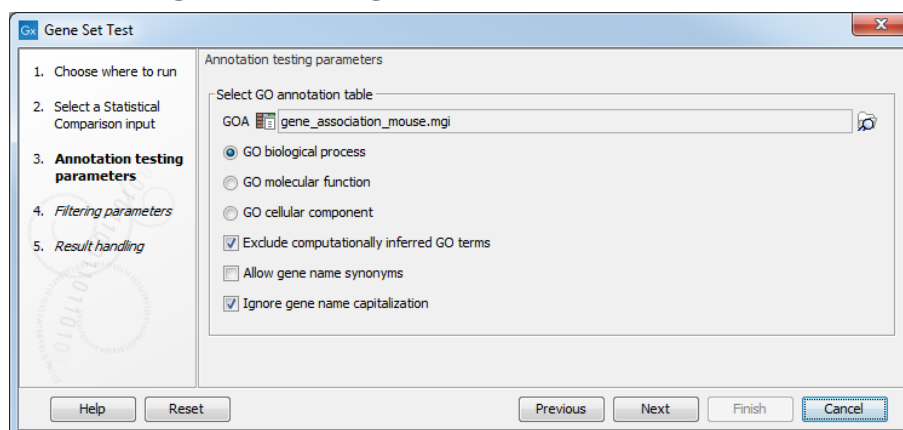 Gx Gene Set Test
1. Choose where to run
2. Select a Statistical
Comparison input
3. Annotation testing
parameters
4. Filtering parameters
5. Result handling
Annotation testing parameters
Select GO annotation table
GOA gene_association_mouse.mgi
GO biological process
GO molecular function
GO cellular component
Exclude computationally inferred GO terms
Allow gene name synonyms
Ignore gene name capitalization
Help Reset Previous Next Finish Cancel